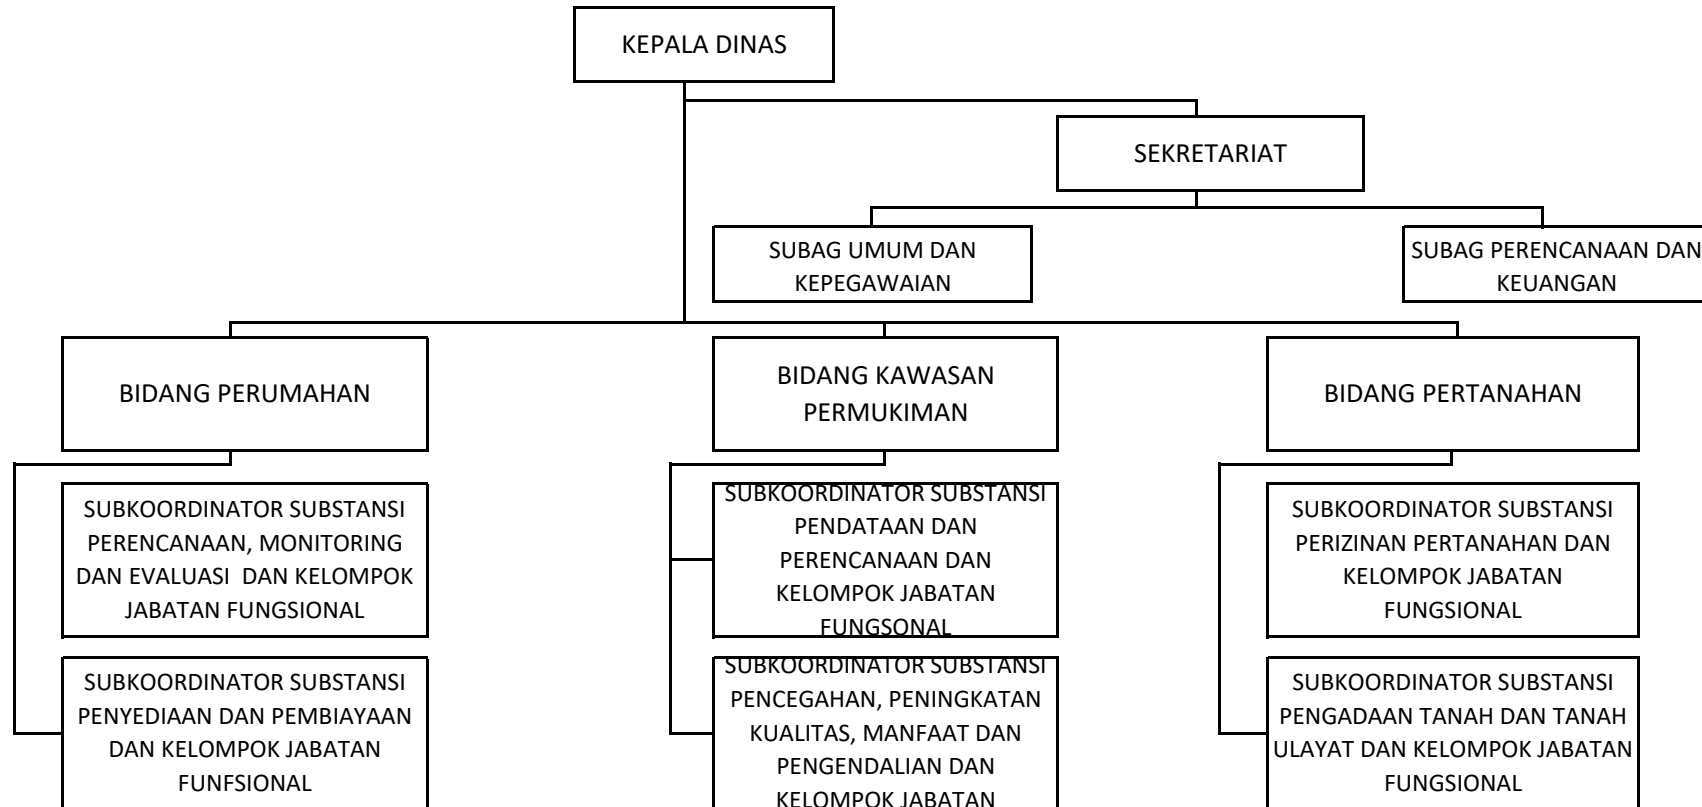 KEPALA DINAS
SEKRETARIAT
SUBAG UMUM DAN
KEPEGAWAIAN
SUBAG PERENCANAAN DAN
KEUANGAN
BIDANG PERUMAHAN
BIDANG KAWASAN
PERMUKIMAN
BIDANG PERTANAHAN
SUBKOORDINATOR SUBSTANSI
PERENCANAAN, MONITORING
DAN EVALUASI  DAN KELOMPOK
JABATAN FUNGSIONAL
SUBKOORDINATOR SUBSTANSI
PENDATAAN DAN
PERENCANAAN DAN
KELOMPOK JABATAN
FUNGSONAL
SUBKOORDINATOR SUBSTANSI
PERIZINAN PERTANAHAN DAN
KELOMPOK JABATAN
FUNGSIONAL
SUBKOORDINATOR SUBSTANSI
PENYEDIAAN DAN PEMBIAYAAN
DAN KELOMPOK JABATAN
FUNFSIONAL
SUBKOORDINATOR SUBSTANSI
PENCEGAHAN, PENINGKATAN
KUALITAS, MANFAAT DAN
PENGENDALIAN DAN
KELOMPOK JABATAN
SUBKOORDINATOR SUBSTANSI
PENGADAAN TANAH DAN TANAH
ULAYAT DAN KELOMPOK JABATAN
FUNGSIONAL